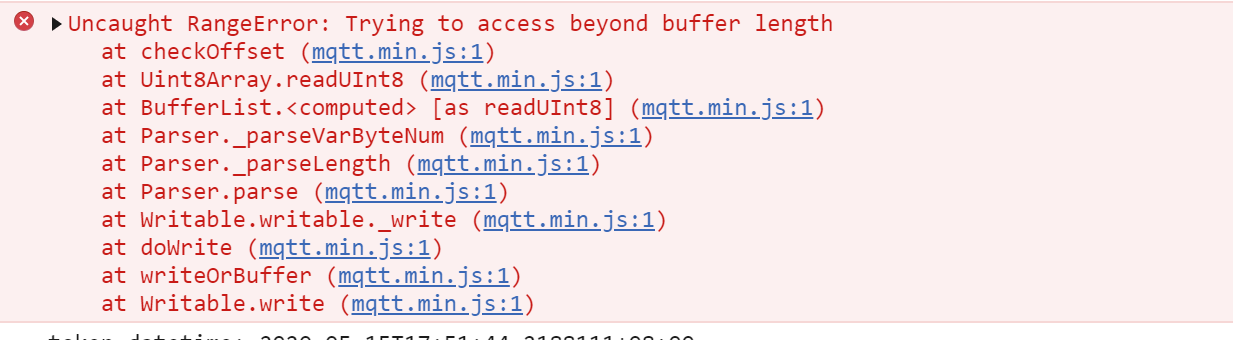 Uncaught RangeError: Trying to access beyond buffer length
at checkOffset (mqtt.min.js:1)
at Uint8Array.readUInt8 (mqtt.min.js:1)
at BufferList.<computed> [as readUInt8] (mqtt.min.js:1)
at Parser._parseVarByteNum (mqtt.min.js:1)
at Parser._parseLength (mqtt.min.js:1)
at Parser.parse (mqtt.min.js:1)
at Writable.writable._write (mqtt.min.js:1)
at doWrite (mqtt.min.js:1)
at writeOrBuffer (mqtt.min.js:1)
at Writable.write (mqtt.min.js:1)